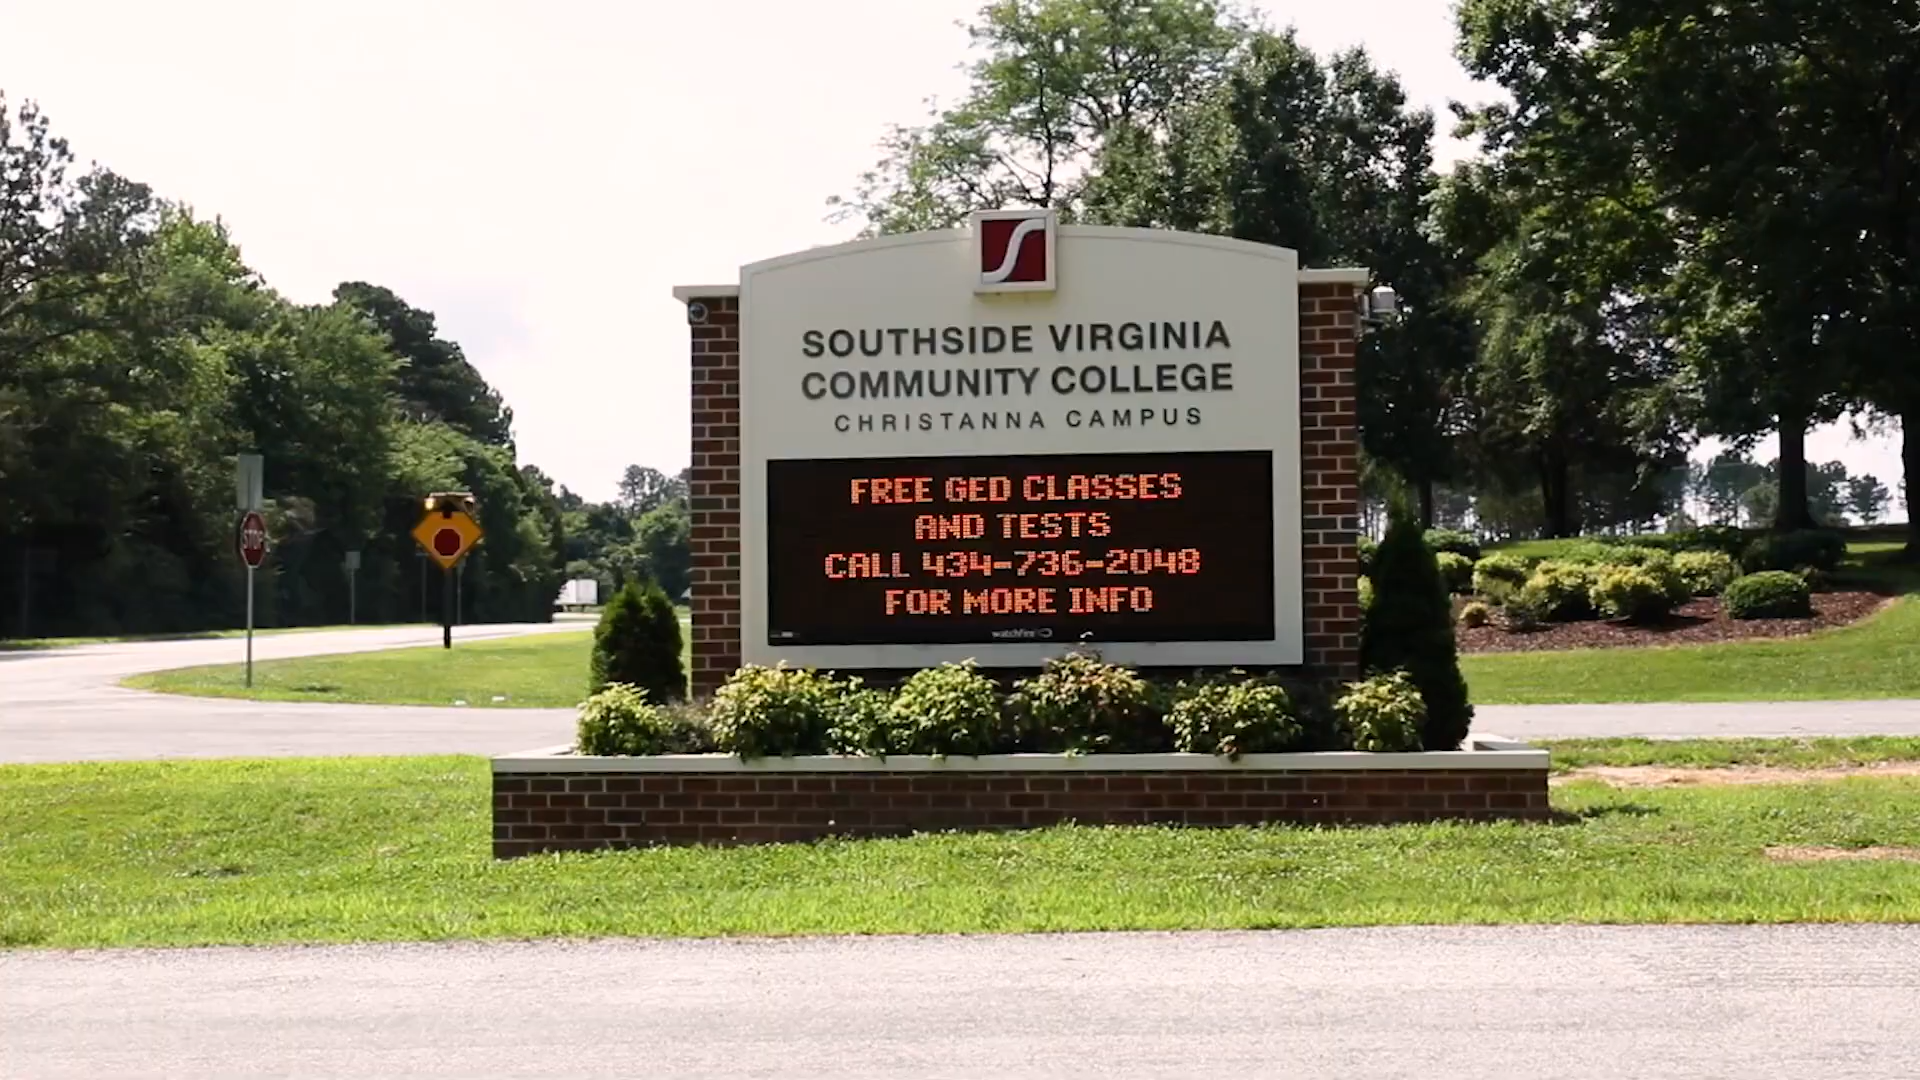 SOUTHSIDE VIRGINIA
COMMUNITY COLLEGE
CHRISTANNA CAMPUS
FREE GED CLASSES
AND TESTS
CALL 434-736-2048
FOR MORE INFO
watchfire
STOP